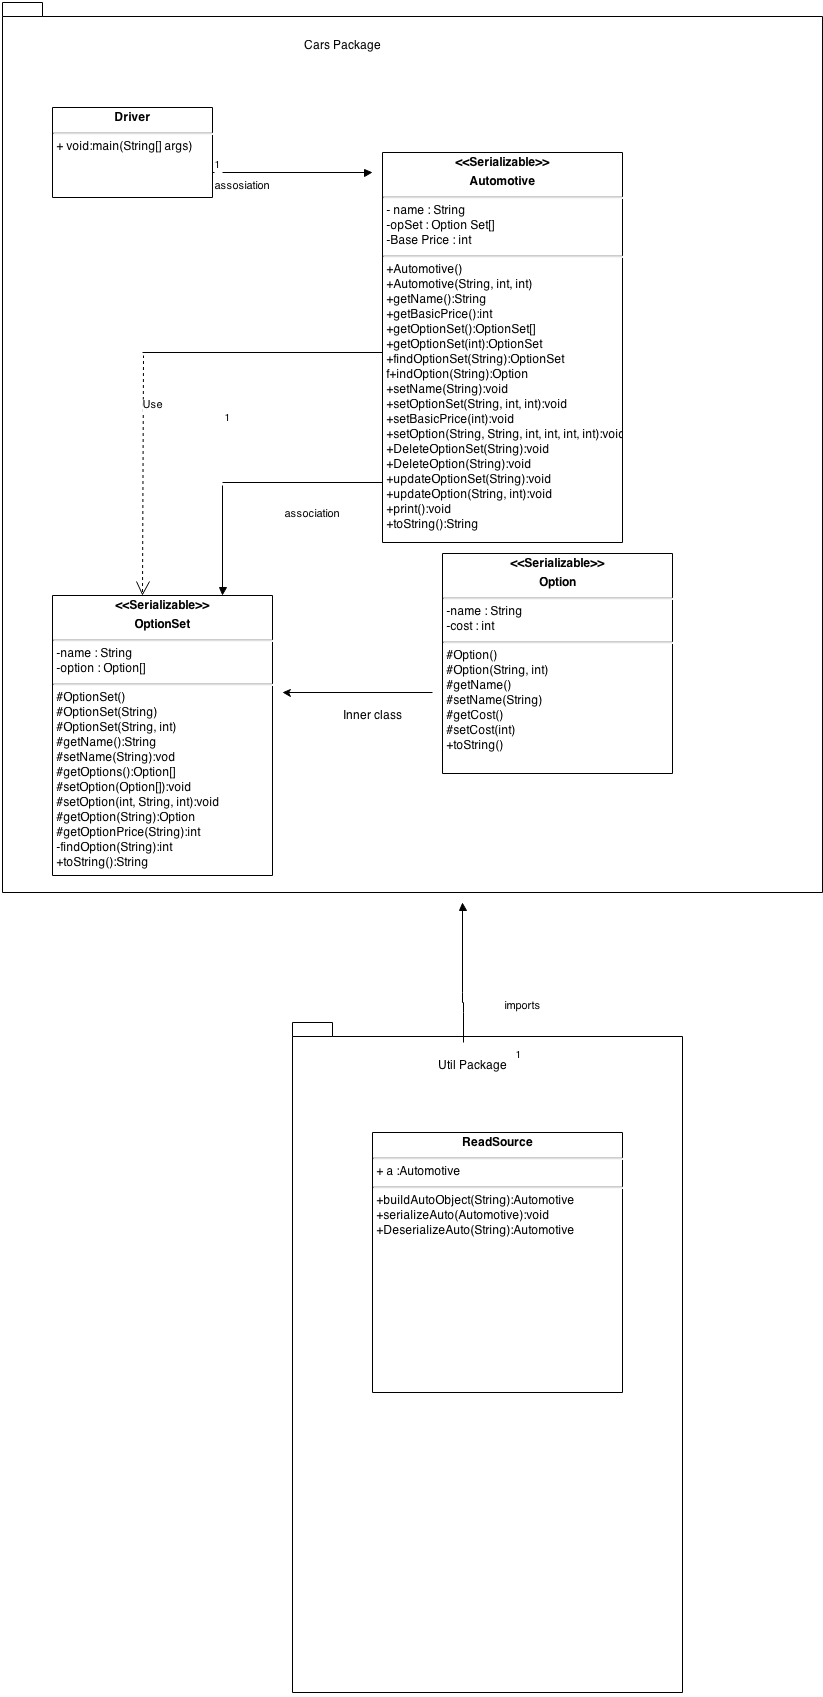 Cars Package
Driver
+ void:main(String[] args)
1
assosiation
<<Serializable>>
Automotive
- name : String
-opSet : Option Set[]
-Base Price : int
+Automotive()
+Automotive(String, int, int)
+getName():String
+getBasicPrice():int
+getOptionSet():OptionSet[]
+getOptionSet(int):OptionSet
+findOptionSet(String):OptionSet
f+indOption(String):Option
+setName(String):void
+setOptionSet(String, int, int):void
+setBasicPrice(int):void
+setOption(String, String, int, int, int, int):void
+DeleteOptionSet(String):void
+DeleteOption(String):void
+updateOptionSet(String):void
+updateOption(String, int):void
+print():void
+toString():String
Use
1
association
<<Serializable>>
Option
-name : String
-cost : int
#Option()
#Option(String, int)
#getName()
#setName(String)
#getCost()
#setCost(int)
+toString()
<<Serializable>>
OptionSet
-name : String
-option : Option[]
#OptionSet()
#OptionSet(String)
#OptionSet(String, int)
#getName():String
#setName(String):vod
#getOptions():Option[]
#setOption(Option[]):void
#setOption(int, String, int):void
#getOption(String):Option
#getOptionPrice(String):int
-findOption(String):int
+toString():String
Inner class
imports
1
Util Package
ReadSource
+ a :Automotive
+buildAutoObject(String):Automotive
+serializeAuto(Automotive):void
+DeserializeAuto(String):Automotive